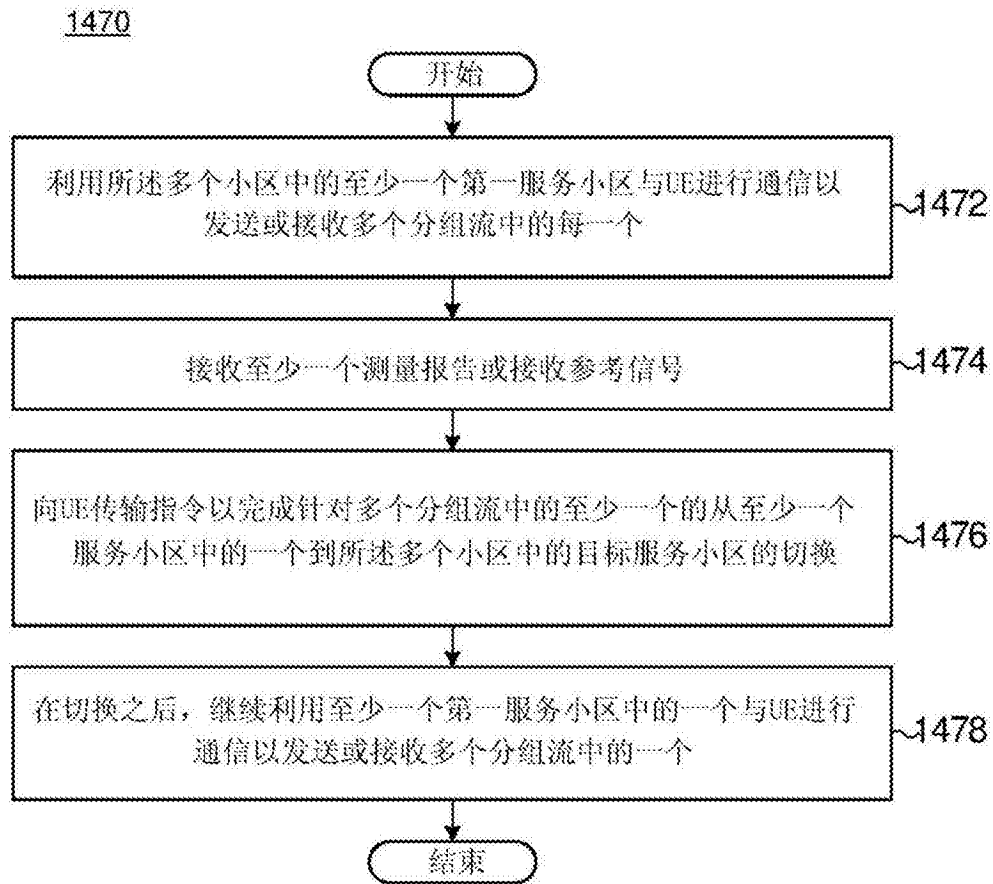 1470
开始
利用所述多个小区中的至少一个第一服务小区与UE进行通信以
发送或接收多个分组流中的每一个
1472
接收至少一个测量报告或接收参考信号
1474
向UE传输指令以完成针对多个分组流中的至少一个的从至少一个
服务小区中的一个到所述多个小区中的目标服务小区的切换
1476
在切换之后，继续利用至少一个第一服务小区中的一个与UE进行
通信以发送或接收多个分组流中的一个
1478
结束